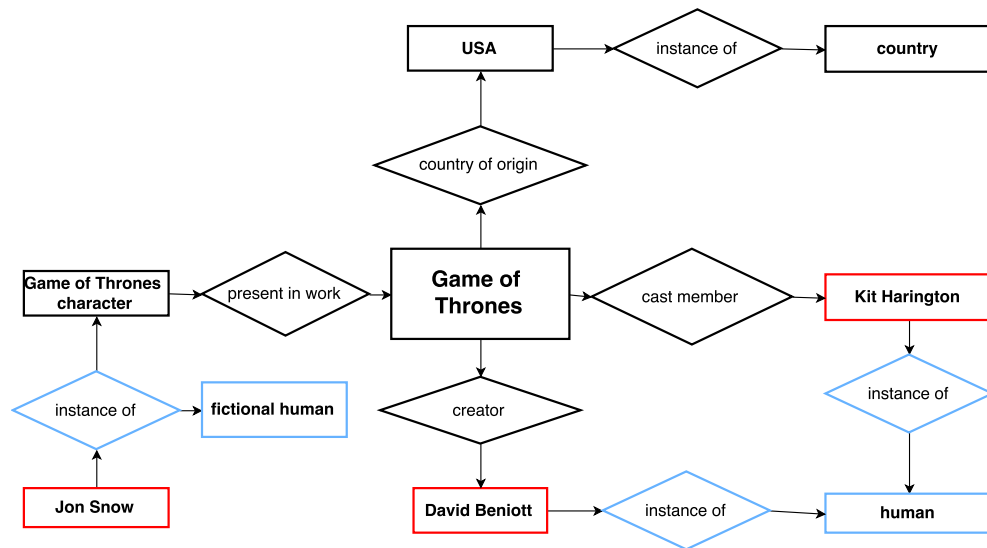 USA
instance of
country
country of origin
Game of Thrones
character
present in work
Game of
Thrones
cast member
Kit Harington
instance of
fictional human
creator
instance of
Jon Snow
David Beniott
instance of
human